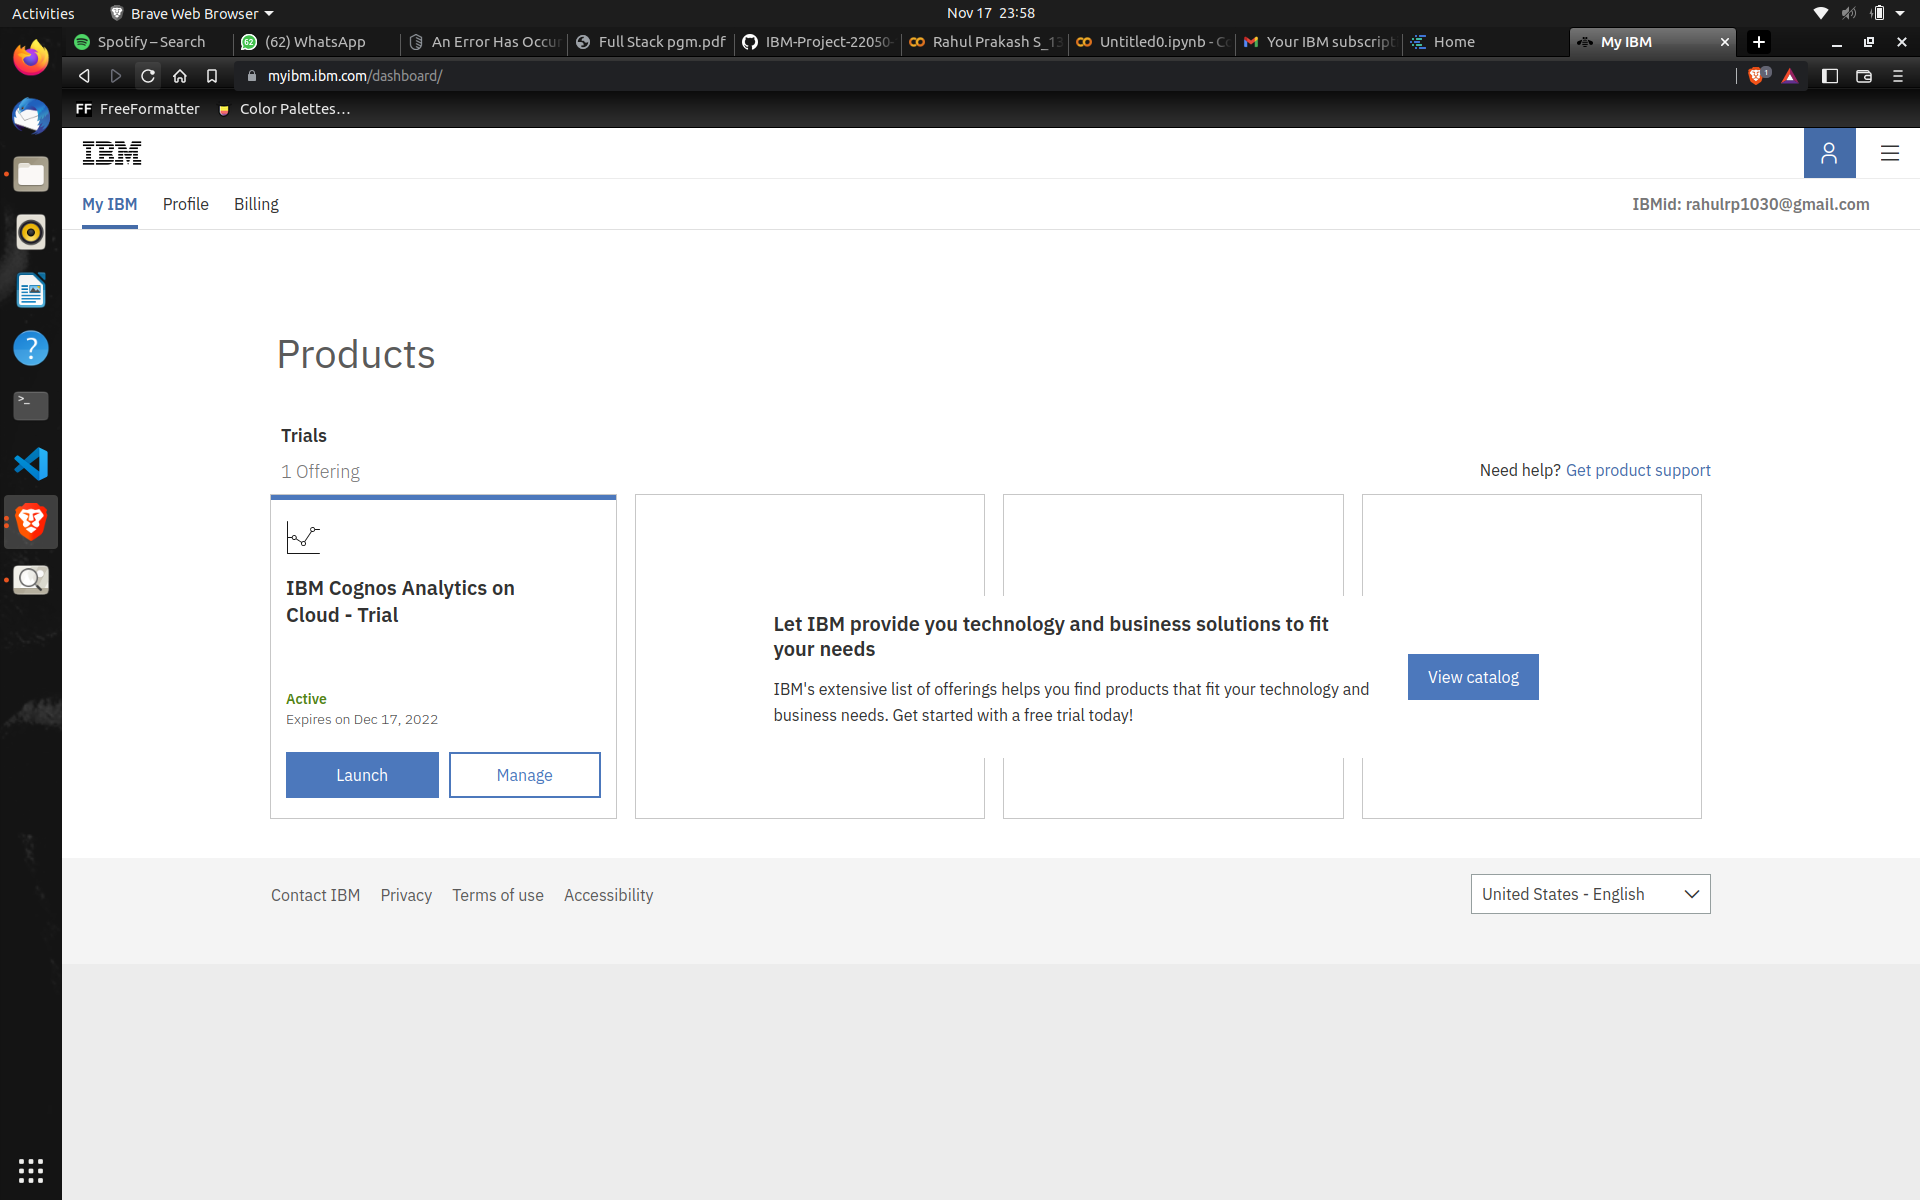 Activities Brave Web Browser Nov 17 23:58
Spotify – Search (62) WhatsApp An Error Has Occur Full Stack pgm.pdf IBM-Project-22050- Rahul Prakash S_13 Untitled0.ipynb - Co Your IBM subscript Home My IBM
myibm.ibm.com/dashboard/ 1
FF FreeFormatter Color Palettes...
IBM
My IBM Profile Billing IBMid: rahulrp1030@gmail.com
Products
Trials
1 Offering
Need help? Get product support
IBM Cognos Analytics on
Cloud - Trial
Active
Expires on Dec 17, 2022
Launch Manage
Let IBM provide you technology and business solutions to fit
your needs
IBM's extensive list of offerings helps you find products that fit your technology and
business needs. Get started with a free trial today!
View catalog
Contact IBM Privacy Terms of use Accessibility
United States - English